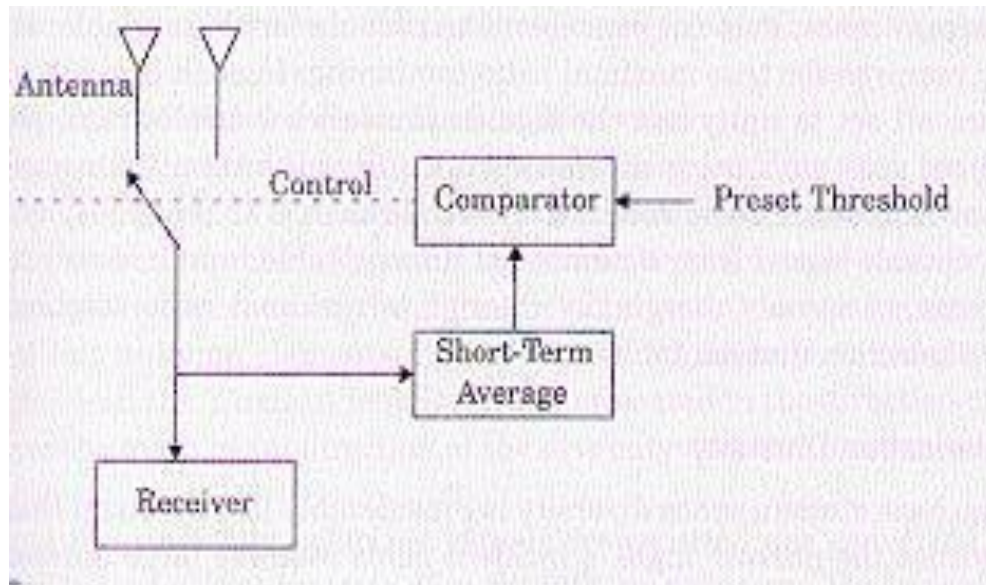 Antenna
Control
Comparator
Preset Threshold
Short-Term
Average
Receiver